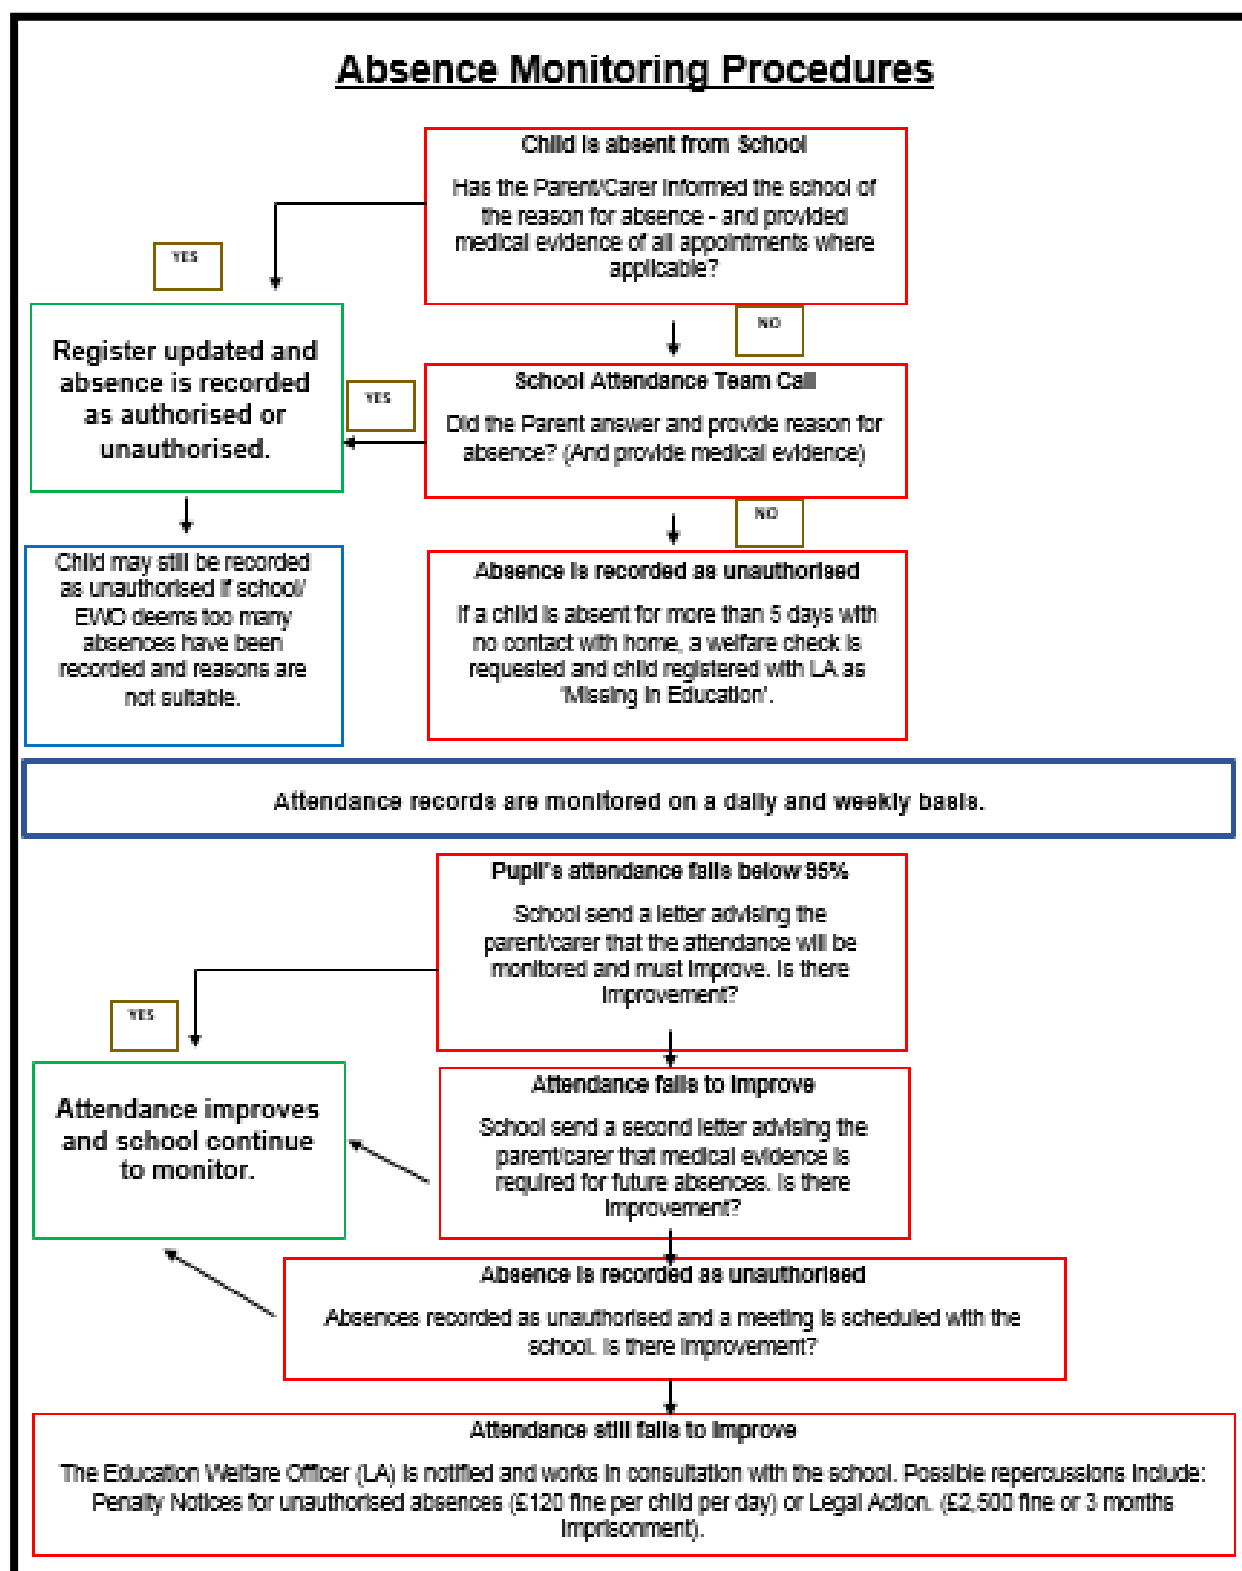 Absence Monitoring Procedures
Child is absent from School
Has the Parent/Carer informed the school of
the reason for absence - and provided
medical evidence of all appointments where
applicable?
YES
NO
Register updated and
absence is recorded
as authorised or
unauthorised.
YES
School Attendance Team Call
Did the Parent answer and provide reason for
absence? (And provide medical evidence)
NO
Child may still be recorded
as unauthorised if school/
EWO deems too many
absences have been
recorded and reasons are
not suitable.
Absence is recorded as unauthorised
If a child is absent for more than 5 days with
no contact with home, a welfare check is
requested and child registered with LA as
'Missing in Education'.
Attendance records are monitored on a daily and weekly basis.
Pupil's attendance falls below 95%
School send a letter advising the
parent/carer that the attendance will be
monitored and must improve. Is there
improvement?
YES
Attendance improves
and school continue
to monitor.
Attendance fails to improve
School send a second letter advising the
parent/carer that medical evidence is
required for future absences. Is there
improvement?
Absence is recorded as unauthorised
Absences recorded as unauthorised and a meeting is scheduled with the
school. Is there improvement?
Attendance still fails to improve
The Education Welfare Officer (LA) is notified and works in consultation with the school. Possible repercussions include:
Penalty Notices for unauthorised absences (£120 fine per child per day) or Legal Action. (£2,500 fine or 3 months
imprisonment).